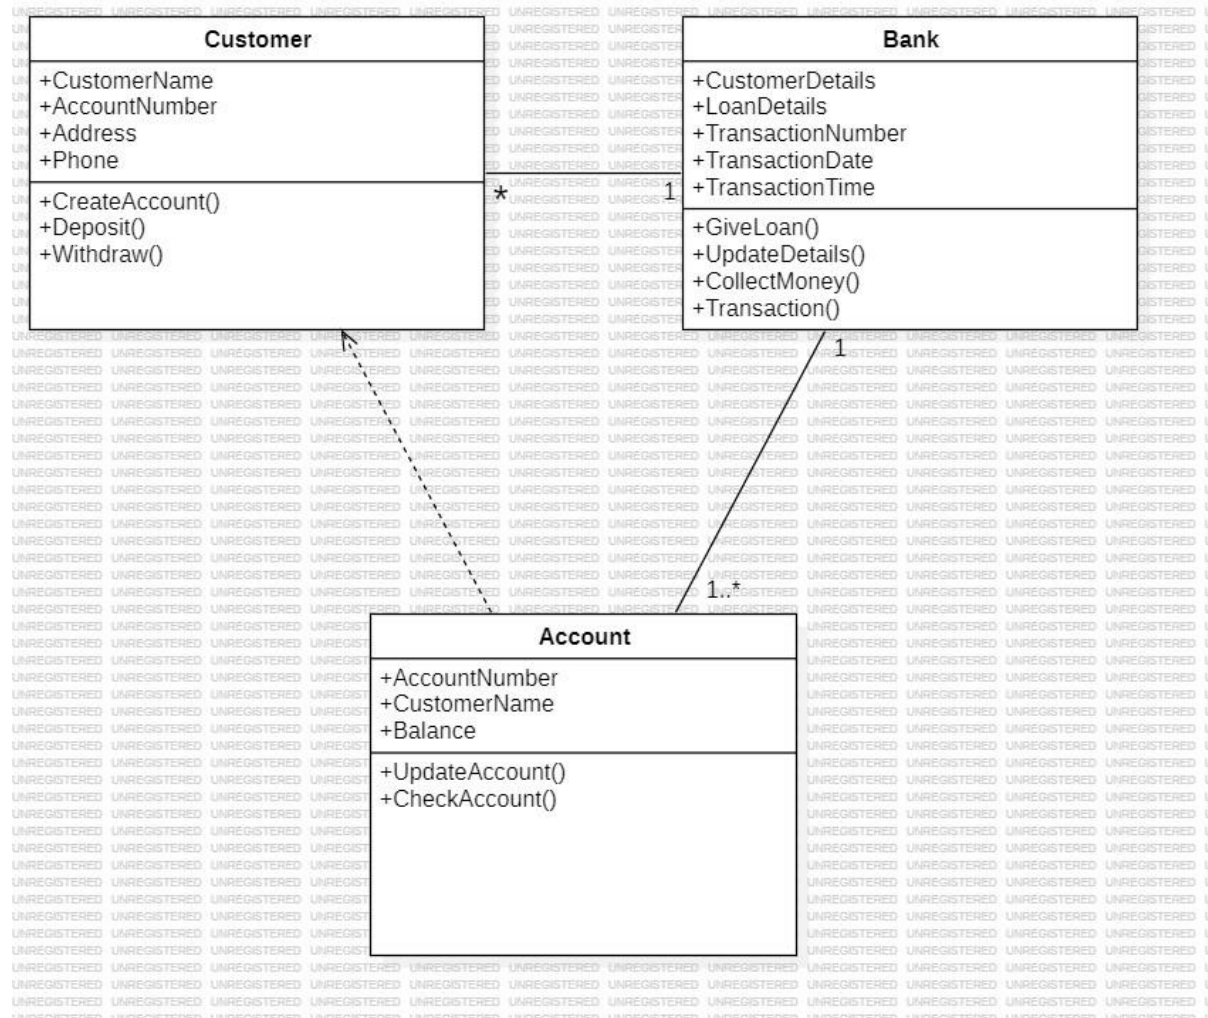 Customer
+CustomerName
+AccountNumber
+Address
+Phone
+CreateAccount()
+Deposit()
+Withdraw()
*
1
Bank
+CustomerDetails
+LoanDetails
+TransactionNumber
+TransactionDate
+TransactionTime
+GiveLoan()
+UpdateDetails()
+CollectMoney()
+Transaction()
1
1..*
Account
+AccountNumber
+CustomerName
+Balance
+UpdateAccount()
+CheckAccount()
UNREGISTERED